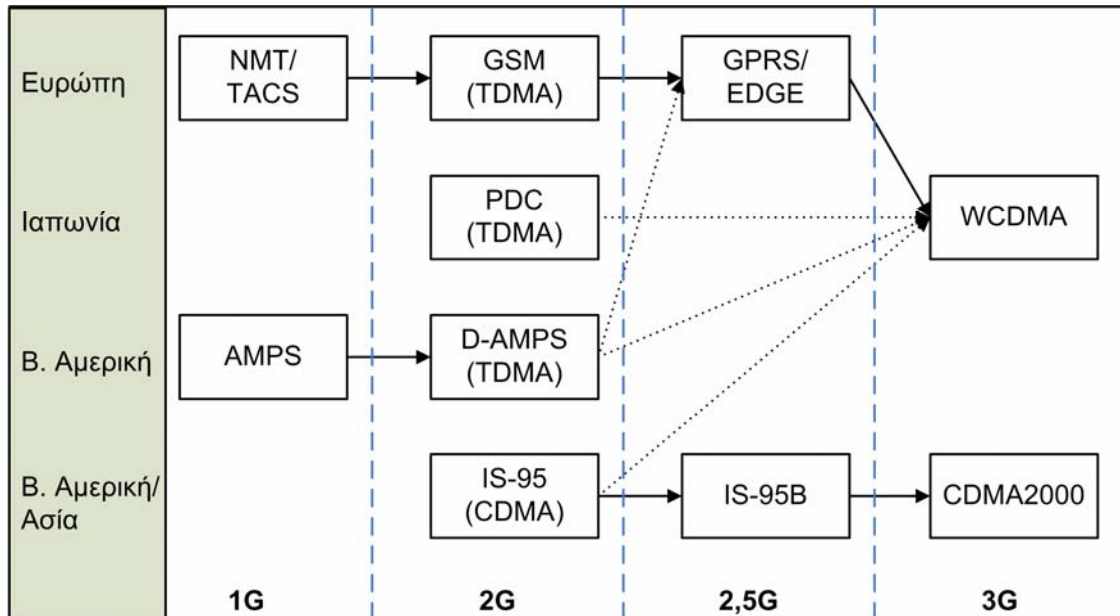 Ευρώπη
NMT/
TACS
GSM
(TDMA)
GPRS/
EDGE
Ιαπωνία
PDC
(TDMA)
WCDMA
Β. Αμερική
AMPS
D-AMPS
(TDMA)
Β. Αμερική/
Ασία
IS-95
(CDMA)
IS-95B
CDMA2000
1G
2G
2,5G
3G